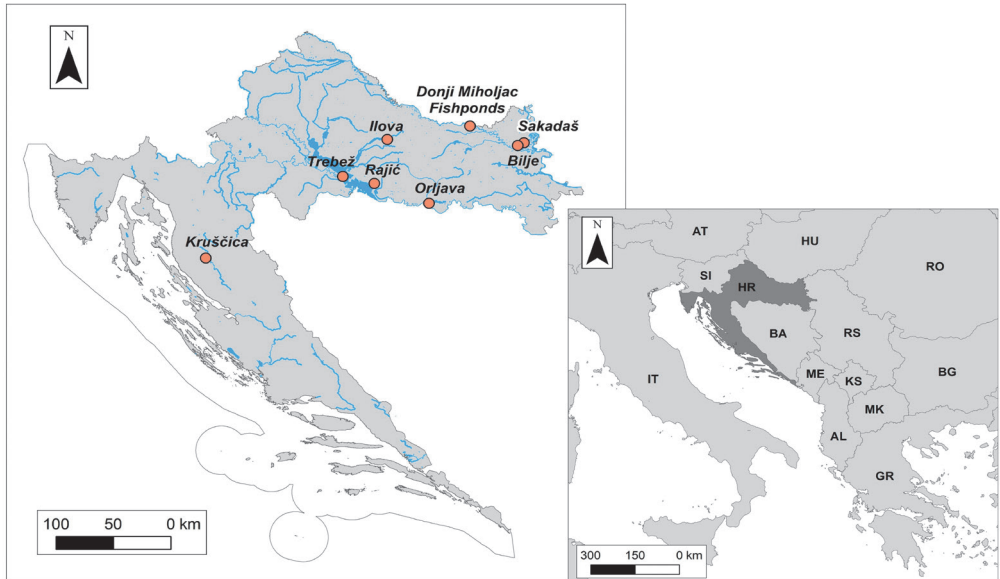 N
Donji Miholjac
Fishponds
Ilova
Sakadaš
Bilje
Trebež
Rajić
Orljava
Kruščica
100 50 0 km
N
AT
HU
RO
SI
HR
BA
RS
IT
ME
KS
BG
MK
AL
GR
300 150 0 km